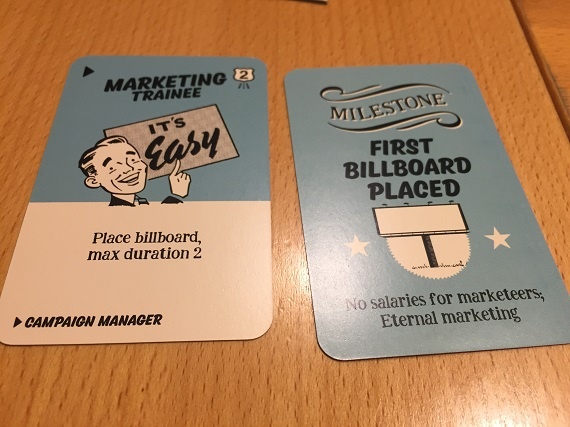 MARKETING
TRAINEE
2
IT'S
Easy
Place billboard,
max duration 2
CAMPAIGN MANAGER
MILESTONE
FIRST
BILLBOARD
PLACED
No salaries for marketeers;
Eternal marketing